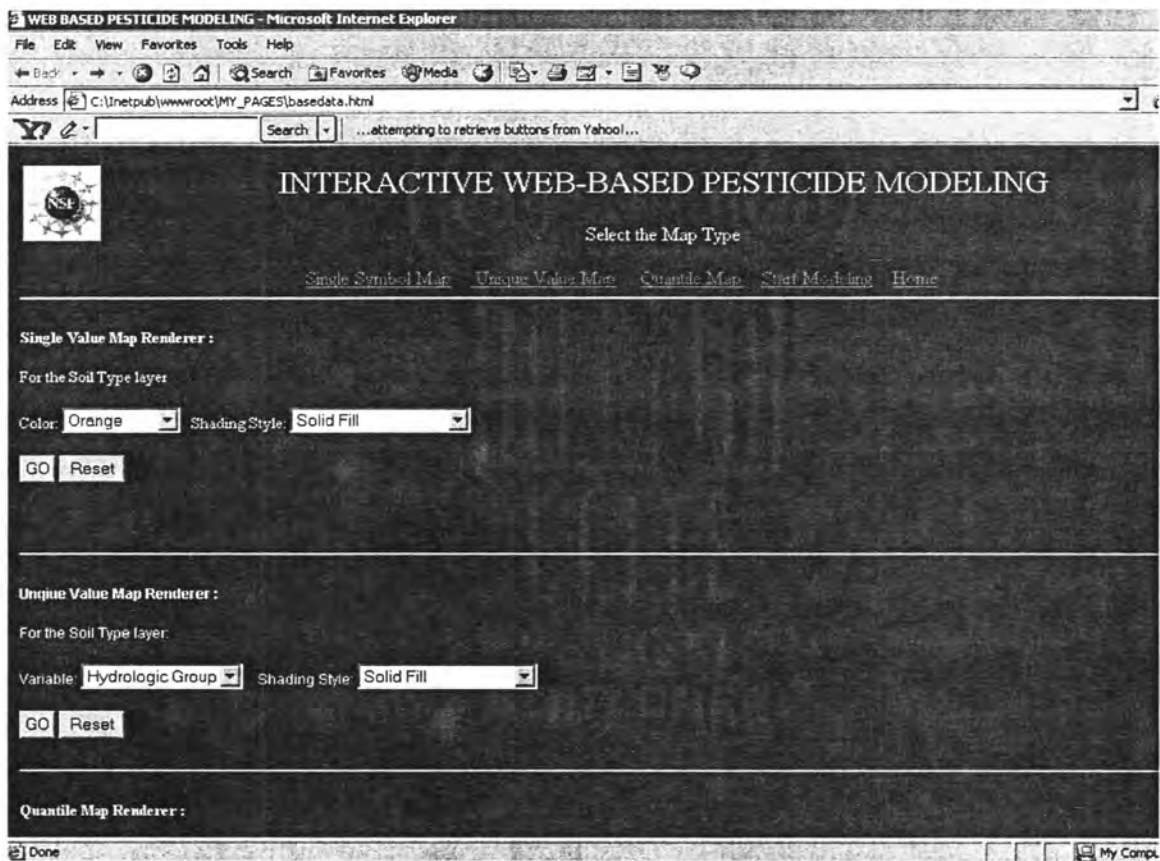 WEB BASED PESTICIDE MODELING - Microsoft Internet Explorer
File Edit View Favorites Tools Help
Back Search Favorites Media
Address C:\Inetpub\wwwroot\MY_PAGES\basedata.html
Y? Search ...attempting to retrieve buttons from Yahoo!...
NSF
INTERACTIVE WEB-BASED PESTICIDE MODELING
Select the Map Type
Single Symbol Map Unique Value Map Quantile Map Start Modeling Home
Single Value Map Renderer :
For the Soil Type layer
Color: Orange Shading Style: Solid Fill
GO Reset
Unqiue Value Map Renderer :
For the Soil Type layer:
Variable: Hydrologic Group Shading Style: Solid Fill
GO Reset
Quantile Map Renderer :
Done My Compu